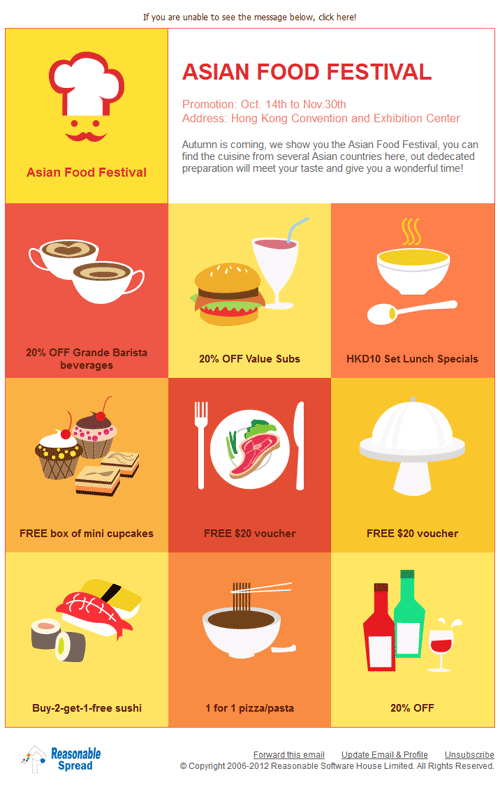 If you are unable to see the message below, click here!
ASIAN FOOD FESTIVAL
Promotion: Oct. 14th to Nov.30th
Address: Hong Kong Convention and Exhibition Center
Autumn is coming, we show you the Asian Food Festival, you can
find the cuisine from several Asian countries here, out dedecated
preparation will meet your taste and give you a wonderful time!
Asian Food Festival
20% OFF Grande Barista
beverages
20% OFF Value Subs
HKD10 Set Lunch Specials
FREE box of mini cupcakes
FREE $20 voucher
FREE $20 voucher
Buy-2-get-1-free sushi
1 for 1 pizza/pasta
20% OFF
Reasonable
Spread
Forward this email Update Email & Profile Unsubscribe
© Copyright 2006-2012 Reasonable Software House Limited. All Rights Reserved.